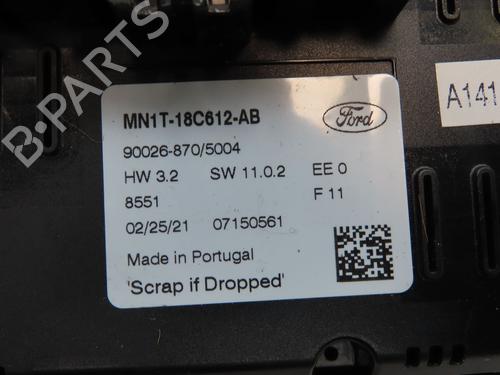 MN1T-18C612-AB
Ford
90026-870/5004
HW 3.2 SW 11.0.2 EE 0
8551 F 11
02/25/21 07150561
Made in Portugal
'Scrap if Dropped'
A141
B-PARTS